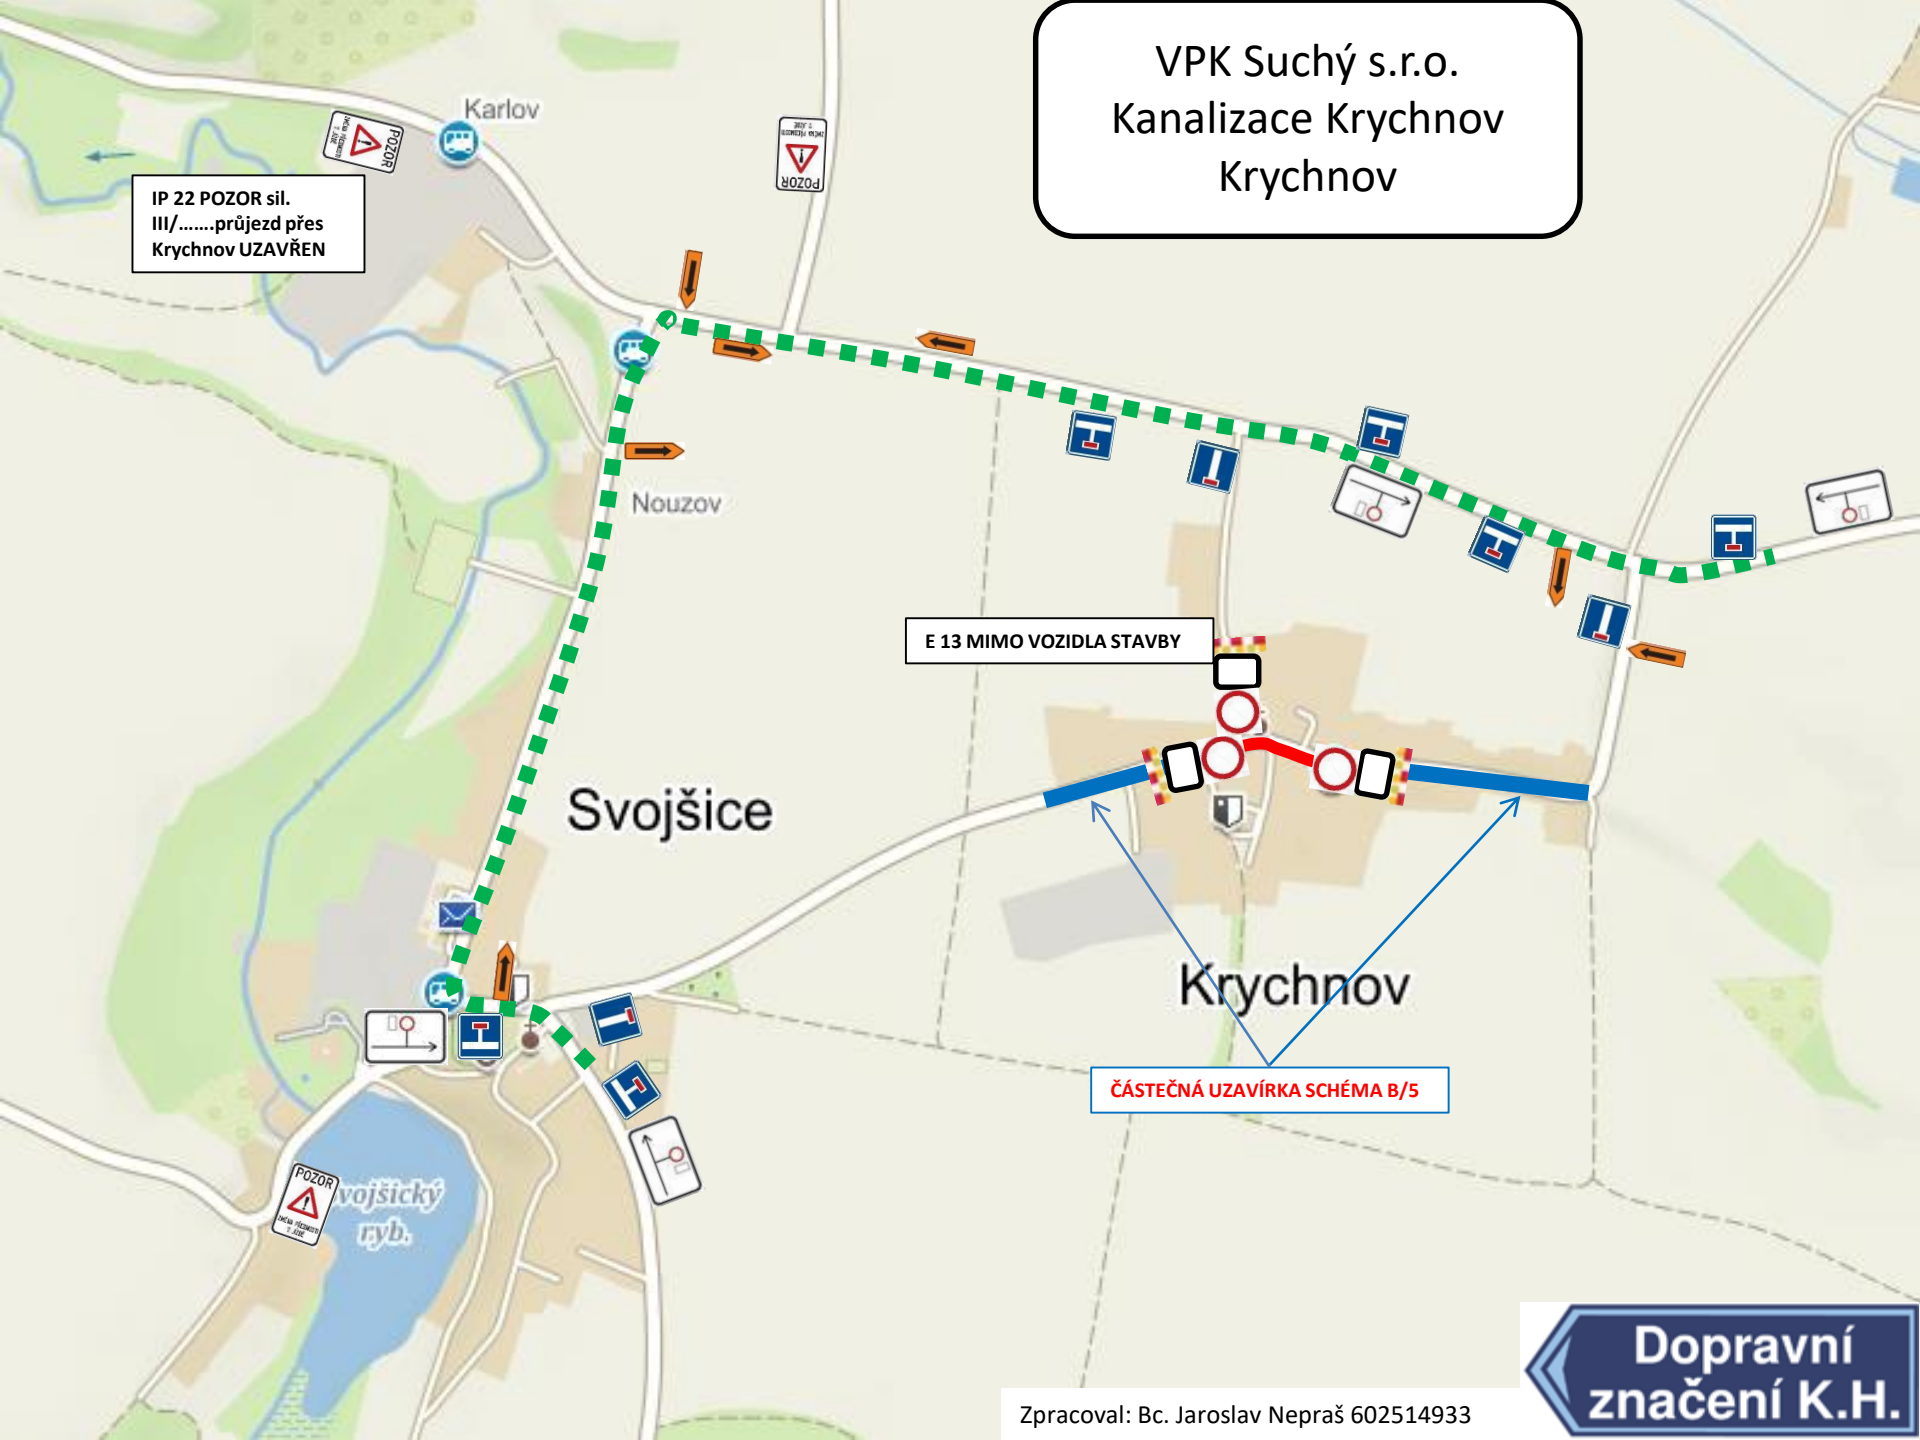 VPK Suchý s.r.o.
Kanalizace Krychnov
Krychnov
Karlov
POZOR
POZOR
IP 22 POZOR sil.
III/.......průjezd přes
Krychnov UZAVŘEN
Nouzov
E 13 MIMO VOZIDLA STAVBY
Svojšice
Krychnov
ČÁSTEČNÁ UZAVÍRKA SCHÉMA B/5
POZOR
vojšický
ryb.
Dopravní
značení K.H.
Zpracoval: Bc. Jaroslav Nepraš 602514933